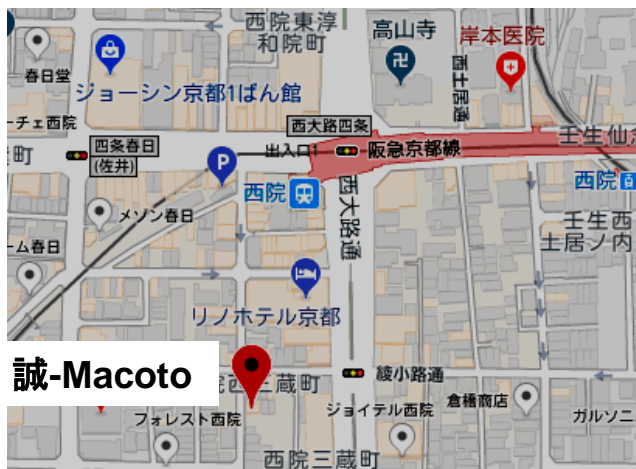 西院東淳
和院町
高山寺
岸本医院
春日堂
ジョーシン京都1ばん館
西土居通
ーチェ西院
西大路四条
四条春日
(佐井)
出入口1
阪急京都線
町
P
西院
西院
メゾン春日
西大路通
壬生西
土居ノ内
ーム春日
リノホテル京都
誠-Macoto
院西三蔵町
綾小路通
フォレスト西院
ジョイテル西院
倉橋商店
ガルソニ
西院三蔵町